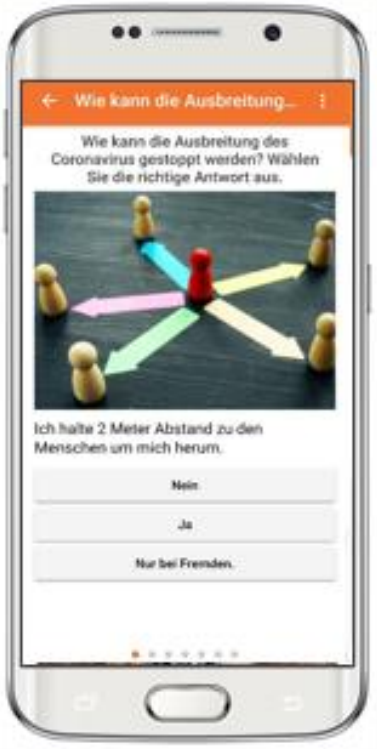 Wie kann die Ausbreitung...
Wie kann die Ausbreitung des
Coronavirus gestoppt werden? Wählen
Sie die richtige Antwort aus.
Ich halte 2 Meter Abstand zu den
Menschen um mich herum.
Nein
Ja
Nur bei Fremden.